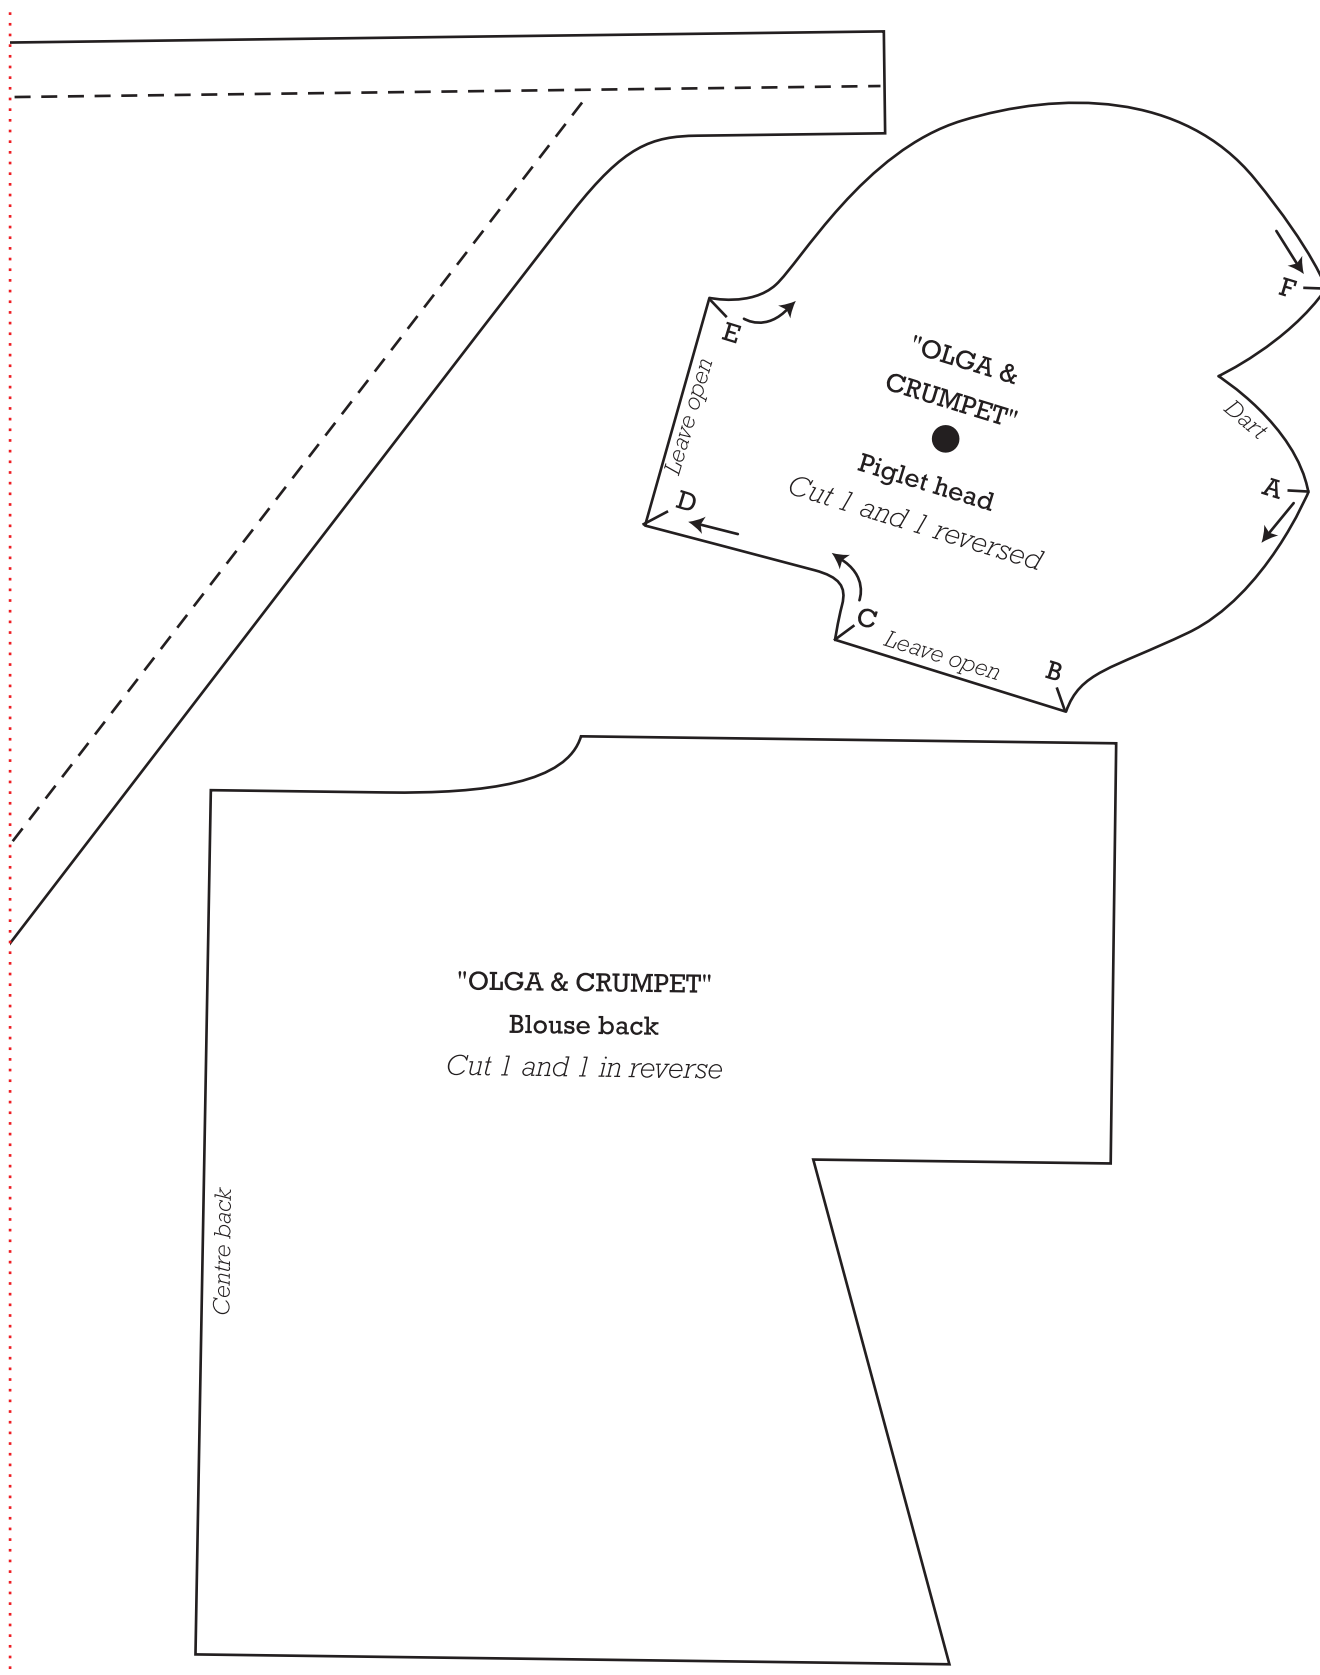 F
E
"OLGA &
CRUMPET"
Leave open
Dart
Piglet head
Cut 1 and 1 reversed
A
D
C
Leave open
B
"OLGA & CRUMPET"
Blouse back
Cut 1 and 1 in reverse
Centre back